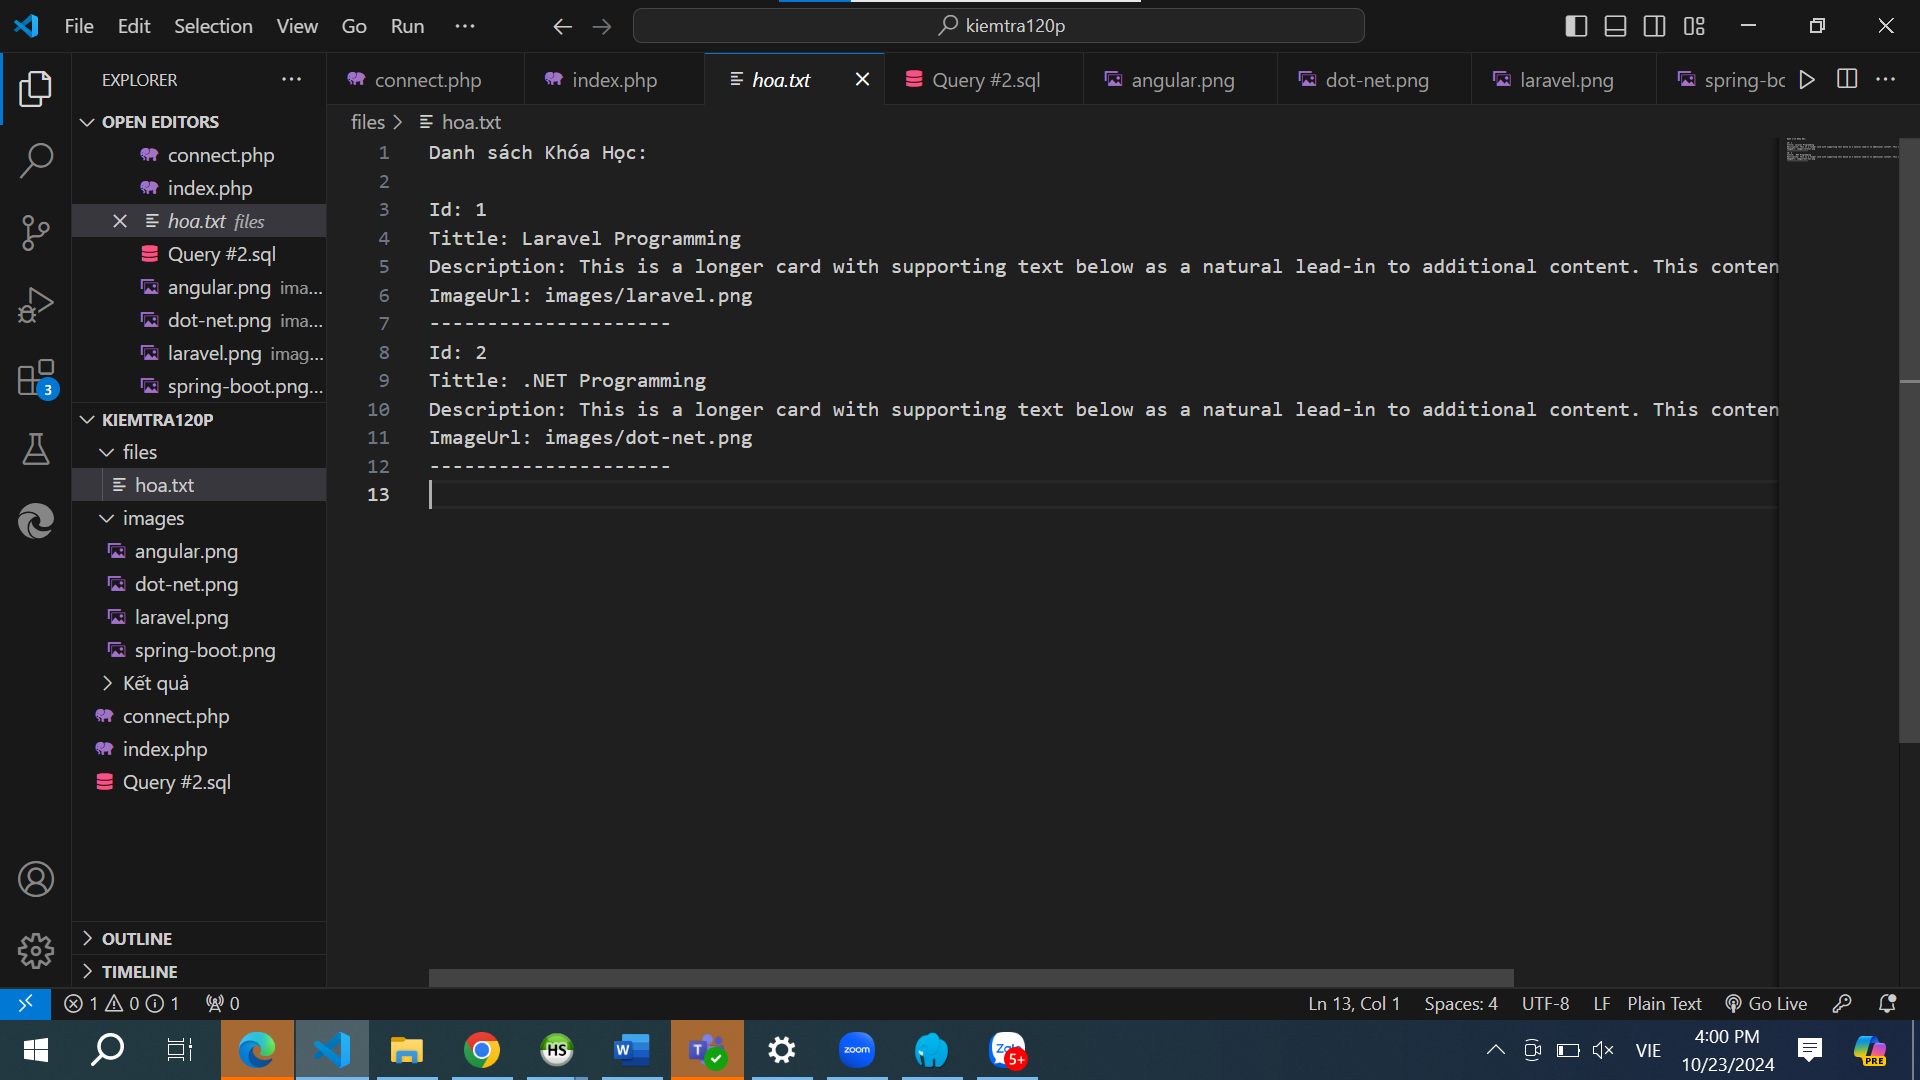 File Edit Selection View Go Run ··· kiemtra120p
EXPLORER ···
OPEN EDITORS
connect.php
index.php
hoa.txt files
Query #2.sql
angular.png ima...
dot-net.png ima...
laravel.png imag...
spring-boot.png...
KIEMTRA120P
files
hoa.txt
images
angular.png
dot-net.png
laravel.png
spring-boot.png
Kết quả
connect.php
index.php
Query #2.sql
OUTLINE
TIMELINE
3
connect.php index.php hoa.txt Query #2.sql angular.png dot-net.png laravel.png spring-bo
files > hoa.txt
1 Danh sách Khóa Học:
2
3 Id: 1
4 Tittle: Laravel Programming
5 Description: This is a longer card with supporting text below as a natural lead-in to additional content. This conten
6 ImageUrl: images/laravel.png
7 ---------------------
8 Id: 2
9 Tittle: .NET Programming
10 Description: This is a longer card with supporting text below as a natural lead-in to additional content. This conten
11 ImageUrl: images/dot-net.png
12 ---------------------
13
1 0 1 0 Ln 13, Col 1 Spaces: 4 UTF-8 LF Plain Text Go Live
HS W T zoom Zalo 5+ VIE 4:00 PM
10/23/2024
PRE